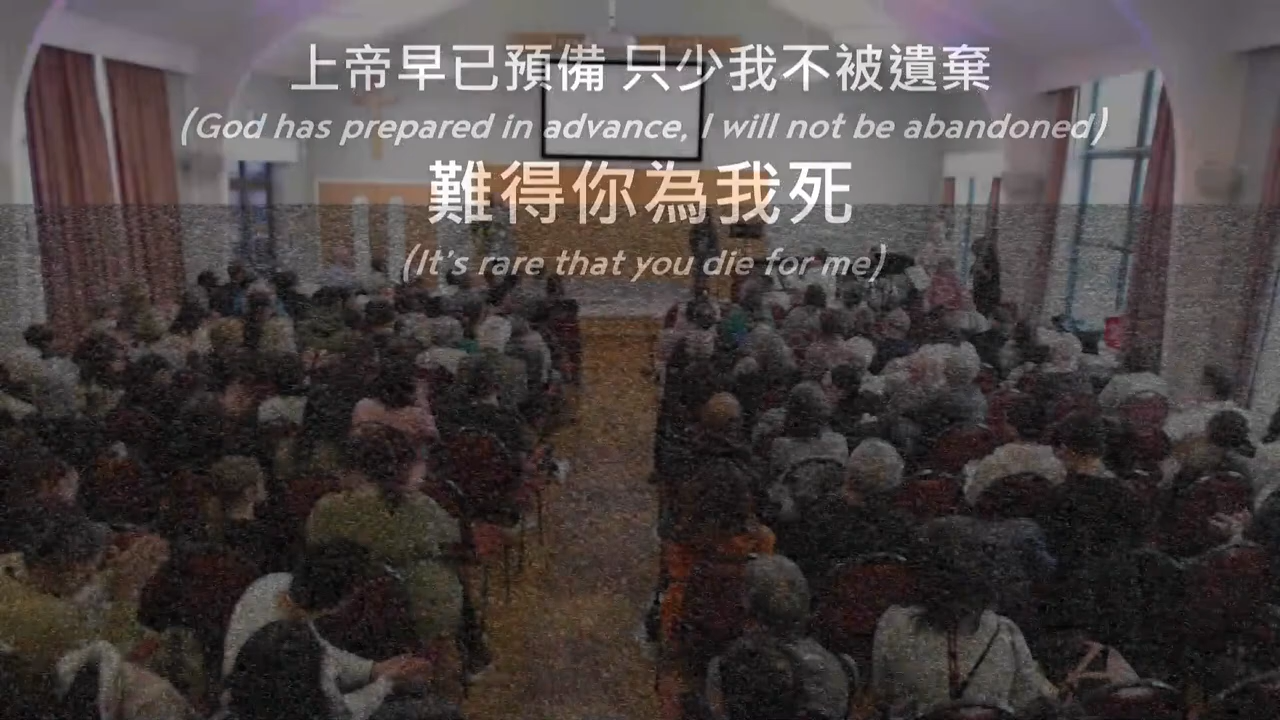 上帝早已預備 只少我不被遺棄
(God has prepared in advance, I will not be abandoned)
難得你為我死
(It's rare that you die for me)